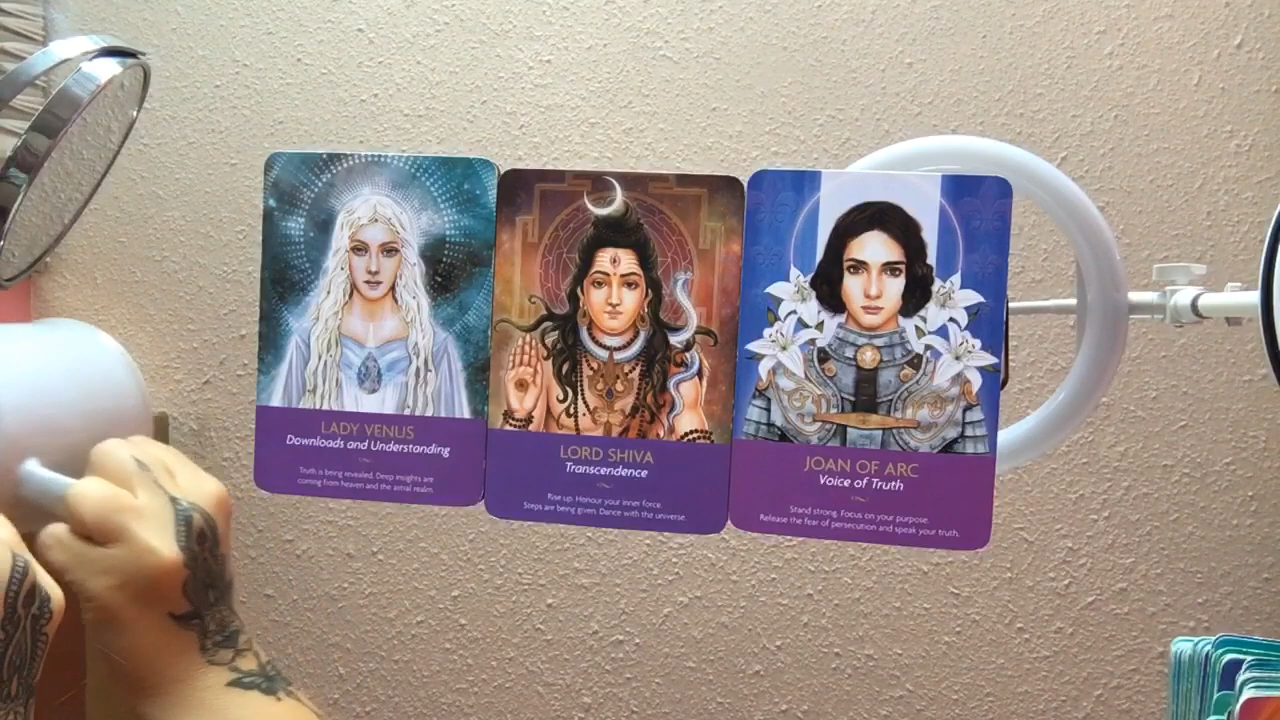 LADY VENUS
Downloads and Understanding
Truth is being revealed. Deep insights are
coming from heaven and the astral realm.
LORD SHIVA
Transcendence
Rise up. Honour your inner force.
Steps are being given. Dance with the universe.
JOAN OF ARC
Voice of Truth
Stand strong. Focus on your purpose.
Release the fear of persecution and speak your truth.